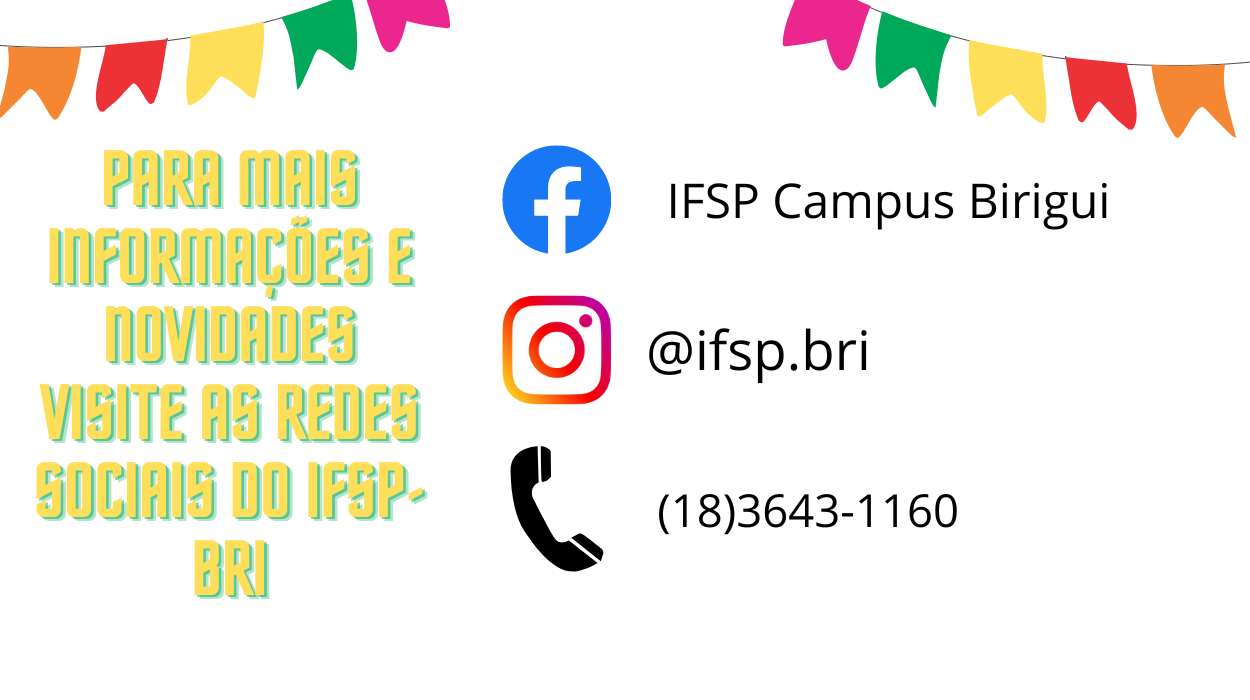 PARA MAIS
INFORMAÇÕES E
NOVIDADES
VISITE AS REDES
SOCIAIS DO IFSP-
BRI
IFSP Campus Birigui
@ifsp.bri
(18)3643-1160